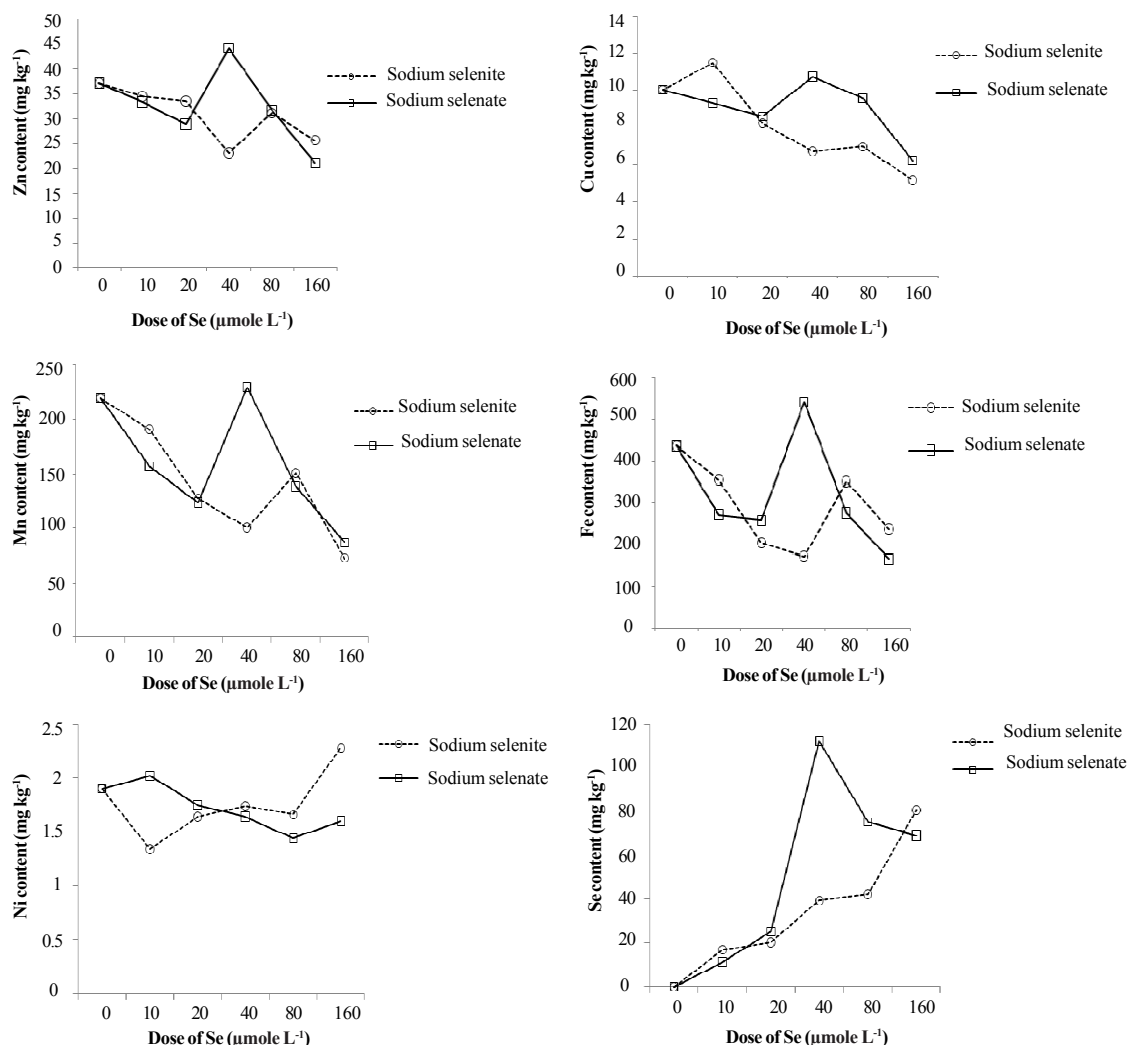 Zn content (mg kg-1)
50
45
40
35
30
25
20
15
10
5
0
0 10 20 40 80 160
Dose of Se (µmole L-1)
Sodium selenite
Sodium selenate
Cu content (mg kg-1)
14
12
10
8
6
4
2
0
0 10 20 40 80 160
Dose of Se (µmole L-1)
Sodium selenite
Sodium selenate
Mn content (mg kg-1)
250
200
150
100
50
0
0 10 20 40 80 160
Dose of Se (µmole L-1)
Sodium selenite
Sodium selenate
Fe content (mg kg-1)
600
500
400
300
200
100
0
0 10 20 40 80 160
Dose of Se (µmole L-1)
Sodium selenite
Sodium selenate
Ni content (mg kg-1)
2.5
2
1.5
1
0.5
0
0 10 20 40 80 160
Dose of Se (µmole L-1)
Sodium selenite
Sodium selenate
Se content (mg kg-1)
120
100
80
60
40
20
0
0 10 20 40 80 160
Dose of Se (µmole L-1)
Sodium selenite
Sodium selenate